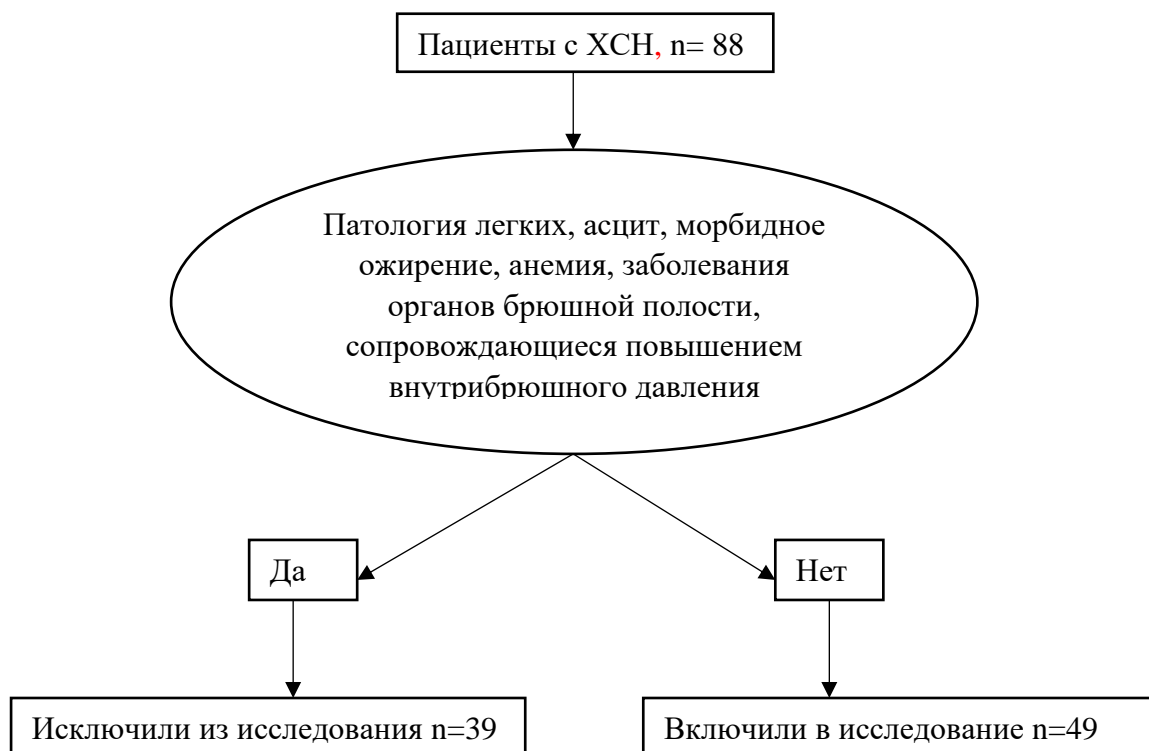 Пациенты с ХСН, n= 88
Патология легких, асцит, морбидное
ожирение, анемия, заболевания
органов брюшной полости,
сопровождающиеся повышением
внутрибрюшного давления
Да
Нет
Исключили из исследования n=39
Включили в исследование n=49